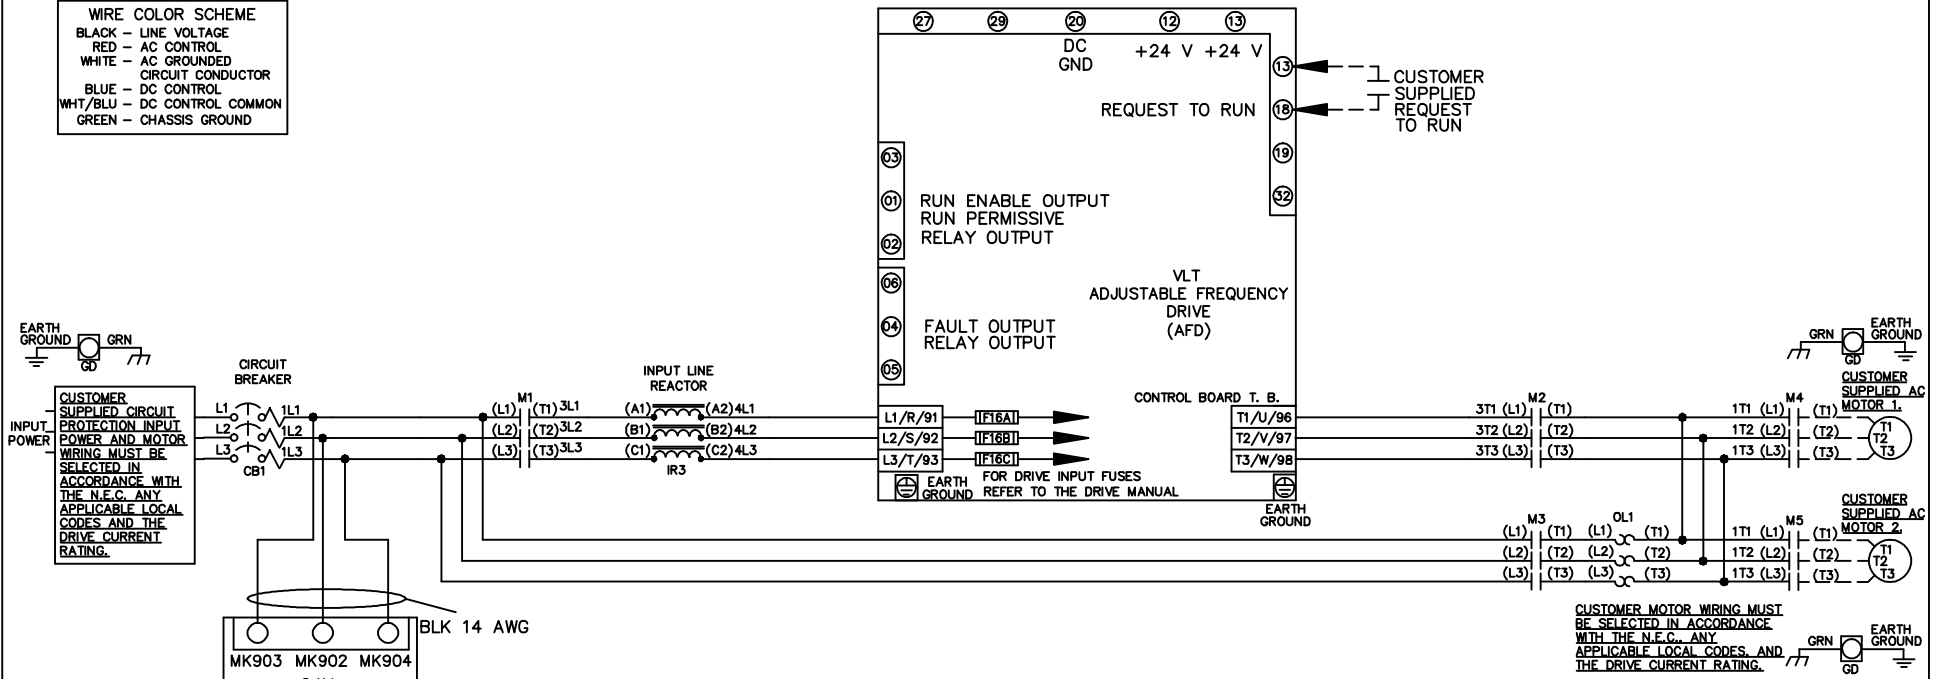 WIRE COLOR SCHEME
BLACK – LINE VOLTAGE
RED – AC CONTROL
WHITE – AC GROUNDED
CIRCUIT CONDUCTOR
BLUE – DC CONTROL
WHT/BLU – DC CONTROL COMMON
GREEN – CHASSIS GROUND
27 29 20 12 13
DC
GND
+24 V +24 V
13
REQUEST TO RUN 18
19
32
CUSTOMER
SUPPLIED
REQUEST
TO RUN
03
01
02
RUN ENABLE OUTPUT
RUN PERMISSIVE
RELAY OUTPUT
06
04
05
FAULT OUTPUT
RELAY OUTPUT
VLT
ADJUSTABLE FREQUENCY
DRIVE
(AFD)
EARTH
GROUND
GRN
GD
CIRCUIT
BREAKER
INPUT
POWER
CUSTOMER
SUPPLIED CIRCUIT
PROTECTION INPUT
POWER AND MOTOR
WIRING MUST BE
SELECTED IN
ACCORDANCE WITH
THE N.E.C. ANY
APPLICABLE LOCAL
CODES AND THE
DRIVE CURRENT
RATING.
L1 1L1
L2 1L2
L3 1L3
CB1
M1
(L1) (T1) 3L1
(L2) (T2) 3L2
(L3) (T3) 3L3
INPUT LINE
REACTOR
(A1) (A2) 4L1
(B1) (B2) 4L2
(C1) (C2) 4L3
IR3
L1/R/91 F16A
L2/S/92 F16B
L3/T/93 F16C
EARTH
GROUND
FOR DRIVE INPUT FUSES
REFER TO THE DRIVE MANUAL
CONTROL BOARD T. B.
T1/U/96
T2/V/97
T3/W/98
EARTH
GROUND
M2
3T1 (L1) (T1)
3T2 (L2) (T2)
3T3 (L3) (T3)
M4
1T1 (L1) (T1)
1T2 (L2) (T2)
1T3 (L3) (T3)
GRN
GD
EARTH
GROUND
CUSTOMER
SUPPLIED AC
MOTOR 1.
T1
T2
T3
M3
(L1) (T1)
(L2) (T2)
(L3) (T3)
OL1
(L1) (T1)
(L2) (T2)
(L3) (T3)
M5
1T1 (L1) (T1)
1T2 (L2) (T2)
1T3 (L3) (T3)
CUSTOMER
SUPPLIED AC
MOTOR 2.
T1
T2
T3
CUSTOMER MOTOR WIRING MUST
BE SELECTED IN ACCORDANCE
WITH THE N.E.C., ANY
APPLICABLE LOCAL CODES, AND
THE DRIVE CURRENT RATING.
GRN
GD
EARTH
GROUND
BLK 14 AWG
MK903 MK902 MK904